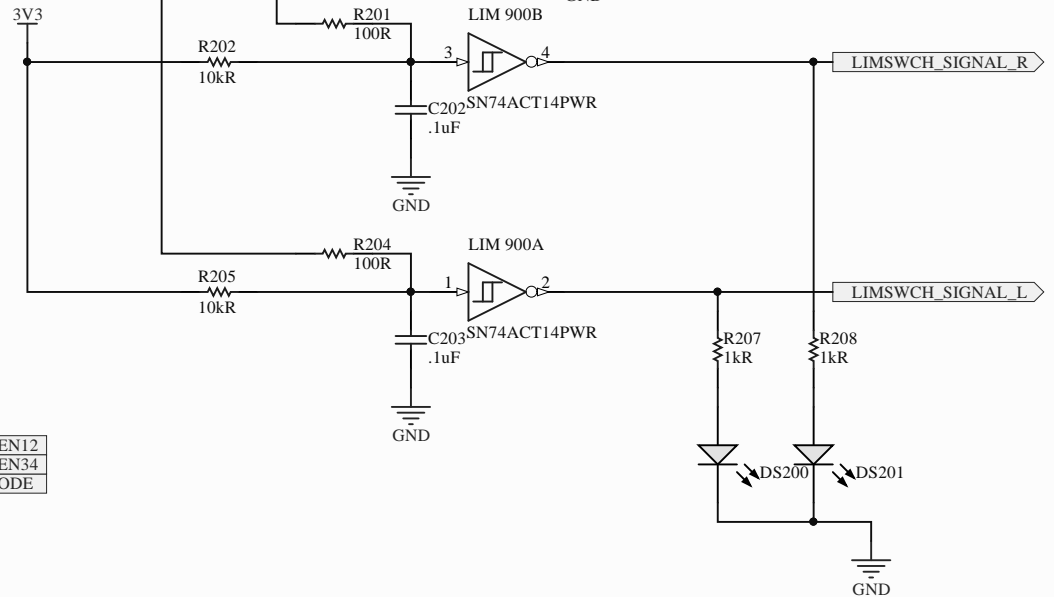 3V3
R201
100R
LIM 900B
R202
10kR
3
4
LIMSWCH_SIGNAL_R
C202
.1uF
SN74ACT14PWR
GND
R204
100R
LIM 900A
R205
10kR
1
2
LIMSWCH_SIGNAL_L
C203
.1uF
SN74ACT14PWR
R207
1kR
R208
1kR
GND
EN12
EN34
ODE
DS200
DS201
GND